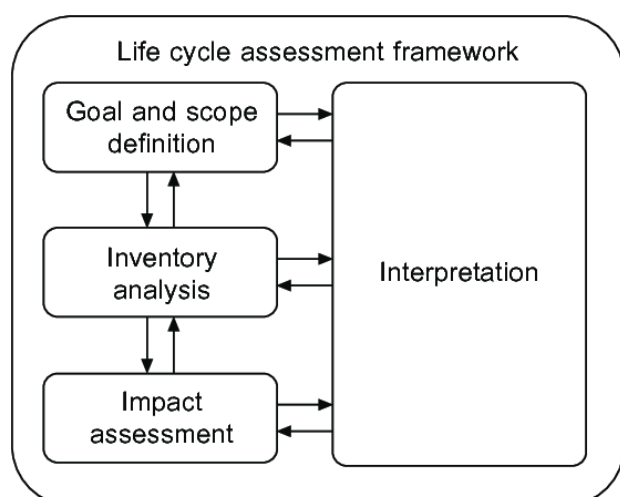 Life cycle assessment framework
Goal and scope
definition
Inventory
analysis
Impact
assessment
Interpretation